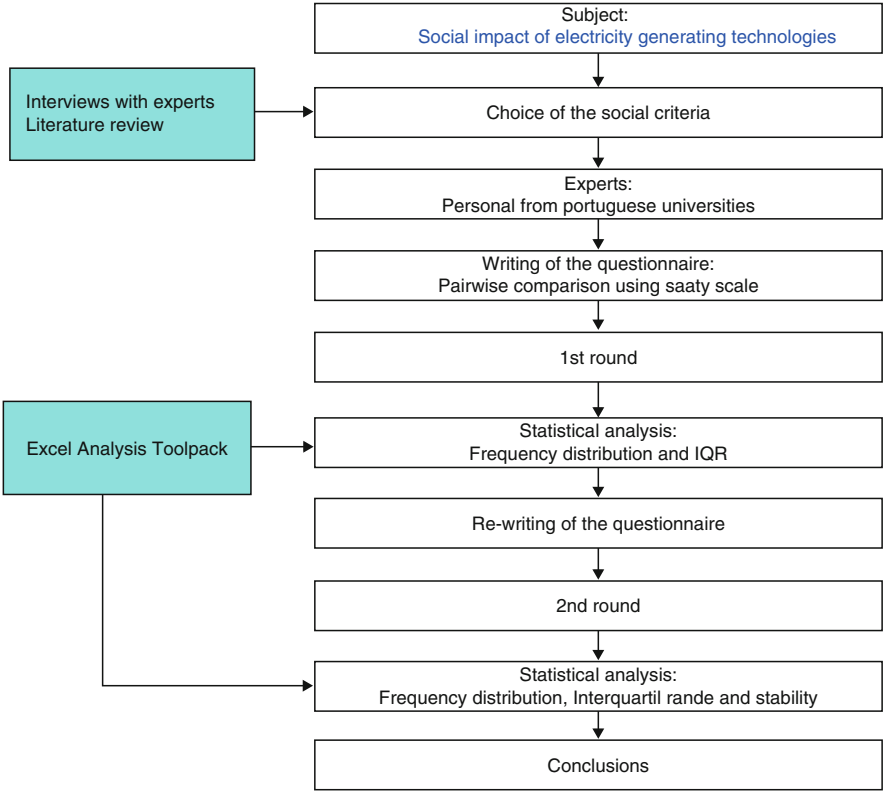 Subject:
Social impact of electricity generating technologies
Interviews with experts
Literature review
Choice of the social criteria
Experts:
Personal from portuguese universities
Writing of the questionnaire:
Pairwise comparison using saaty scale
1st round
Excel Analysis Toolpack
Statistical analysis:
Frequency distribution and IQR
Re-writing of the questionnaire
2nd round
Statistical analysis:
Frequency distribution, Interquartil rande and stability
Conclusions